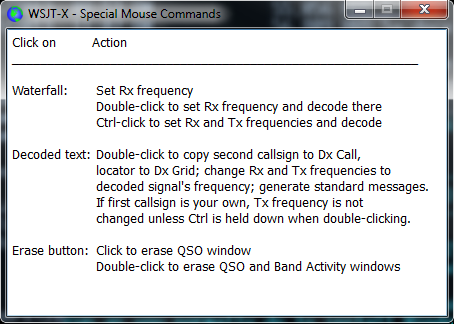 WSJT-X - Special Mouse Commands
Click on Action
Waterfall: Set Rx frequency
Double-click to set Rx frequency and decode there
Ctrl-click to set Rx and Tx frequencies and decode
Decoded text: Double-click to copy second callsign to Dx Call,
locator to Dx Grid; change Rx and Tx frequencies to
decoded signal's frequency; generate standard messages.
If first callsign is your own, Tx frequency is not
changed unless Ctrl is held down when double-clicking.
Erase button: Click to erase QSO window
Double-click to erase QSO and Band Activity windows